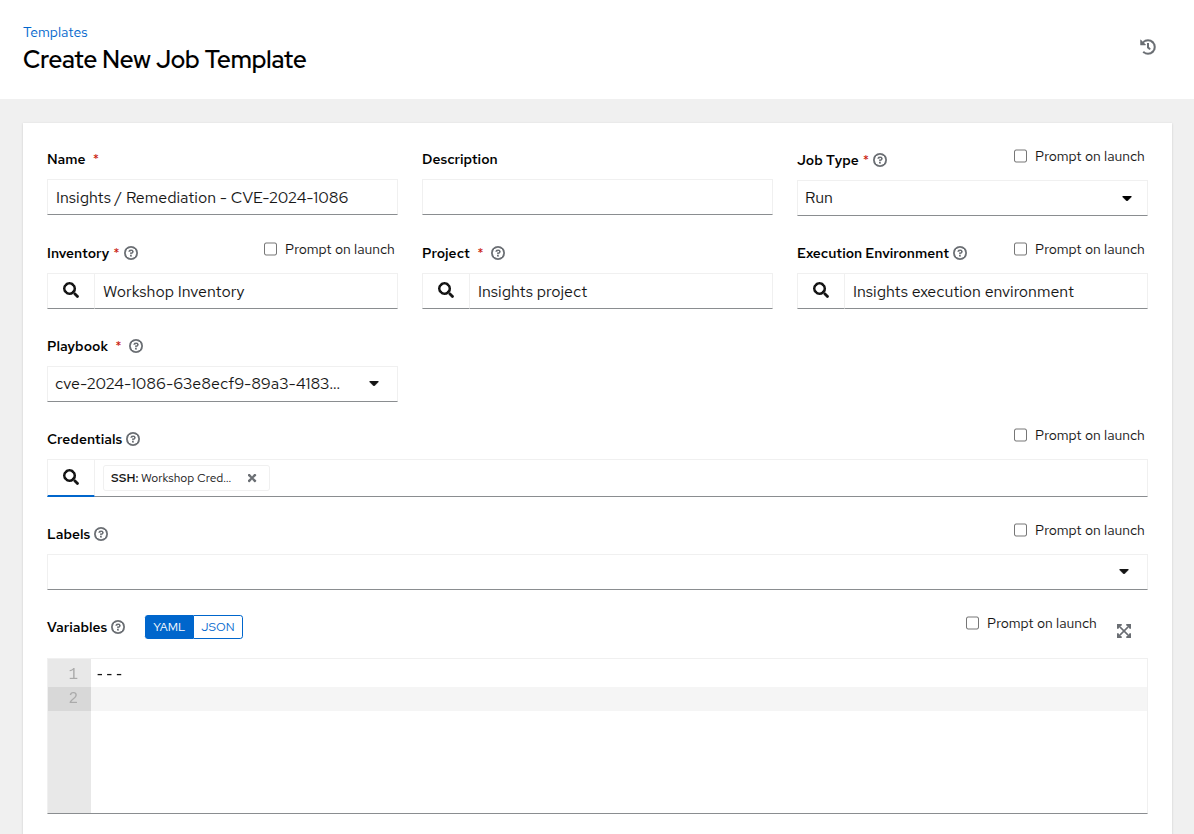 Templates
Create New Job Template
Name *
Description
Job Type *
Prompt on launch
Insights / Remediation - CVE-2024-1086
Run
Inventory *
Prompt on launch
Project *
Execution Environment
Prompt on launch
Workshop Inventory
Insights project
Insights execution environment
Playbook *
cve-2024-1086-63e8ecf9-89a3-4183...
Credentials
Prompt on launch
SSH: Workshop Cred...
Labels
Prompt on launch
Variables
YAML
JSON
Prompt on launch
1
---
2